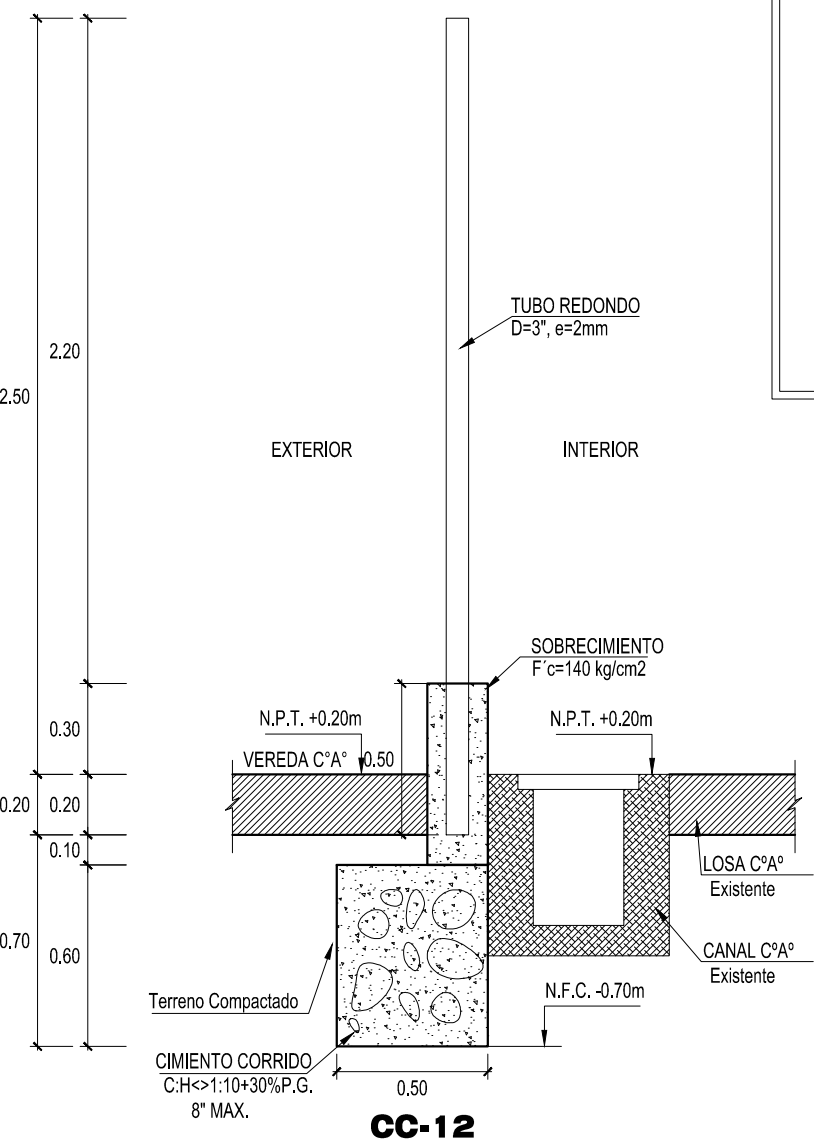 TUBO REDONDO
D=3", e=2mm
2.20
2.50
EXTERIOR
INTERIOR
SOBRECIMIENTO
F´c=140 kg/cm2
N.P.T. +0.20m
N.P.T. +0.20m
0.30
VEREDA C°A°
0.50
0.20
0.20
0.10
LOSA CºAº
Existente
0.70
0.60
CANAL CºAº
Existente
Terreno Compactado
N.F.C. -0.70m
CIMIENTO CORRIDO
C:H<>1:10+30%P.G.
8" MAX.
0.50
CC-12